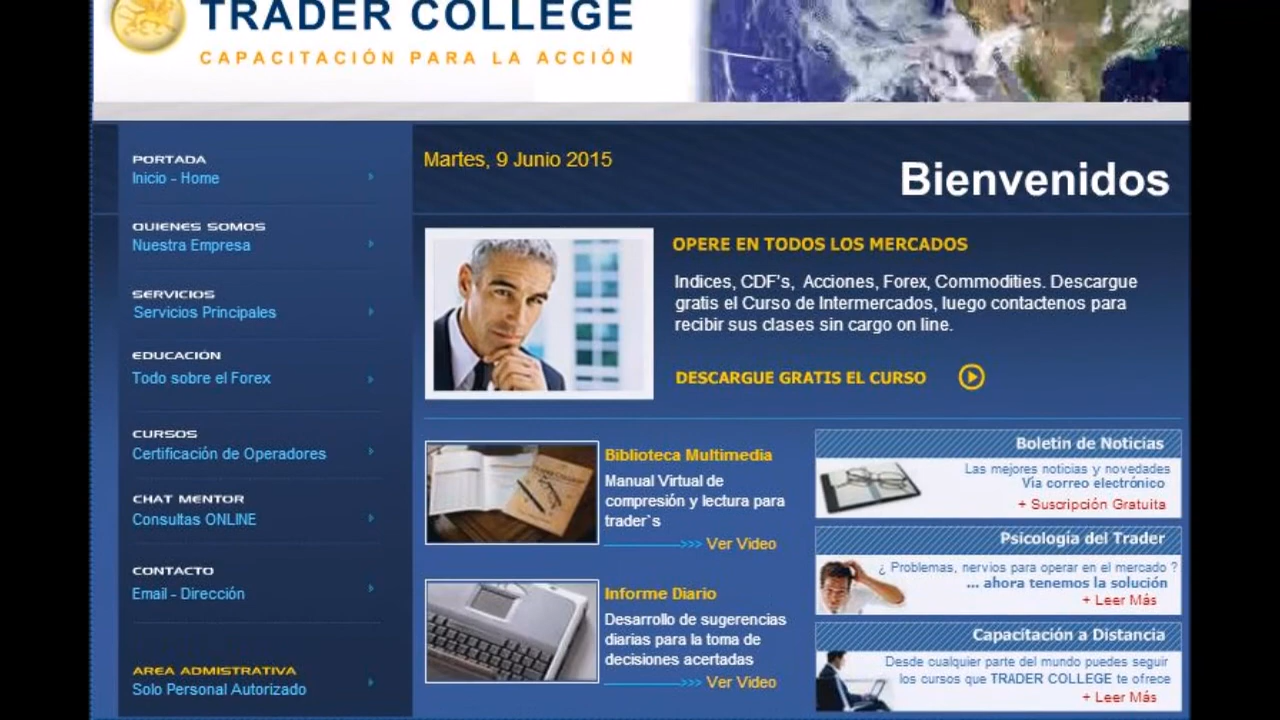 TRADER COLLEGE
CAPACITACIÓN PARA LA ACCIÓN
PORTADA
Inicio - Home
QUIENES SOMOS
Nuestra Empresa
SERVICIOS
Servicios Principales
EDUCACIÓN
Todo sobre el Forex
CURSOS
Certificación de Operadores
CHAT MENTOR
Consultas ONLINE
CONTACTO
Email - Dirección
AREA ADMISTRATIVA
Solo Personal Autorizado
Martes, 9 Junio 2015
Bienvenidos
OPERE EN TODOS LOS MERCADOS
Indices, CDF's, Acciones, Forex, Commodities. Descargue
gratis el Curso de Intermercados, luego contactenos para
recibir sus clases sin cargo on line.
DESCARGUE GRATIS EL CURSO
Biblioteca Multimedia
Manual Virtual de
compresión y lectura para
trader`s
>>> Ver Video
Informe Diario
Desarrollo de sugerencias
diarias para la toma de
decisiones acertadas
>>> Ver Video
Boletin de Noticias
Las mejores noticias y novedades
Vía correo electrónico
+ Suscripción Gratuita
Psicología del Trader
¿ Problemas, nervios para operar en el mercado ?
... ahora tenemos la solución
+ Leer Más
Capacitación a Distancia
Desde cualquier parte del mundo puedes seguir
los cursos que TRADER COLLEGE te ofrece
+ Leer Más